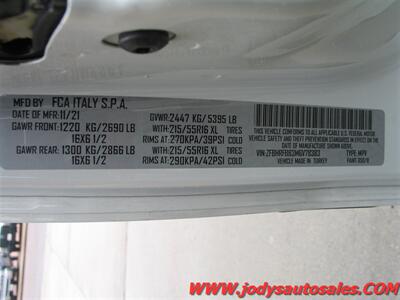 MFD BY FCA ITALY S.P.A.
DATE OF MFR: 11/21 GVWR: 2447 KG/ 5395 LB
GAWR FRONT: 1220 KG/2690 LB WITH 215/55R16 XL TIRES
16X6 1/2 RIMS AT 270KPA/39PSI
GAWR REAR: 1300 KG/2866 LB WITH 215/55R16 XL TIRES
16X6 1/2 RIMS AT 290KPA/42PSI
THIS VEHICLE CONFORMS TO ALL APPLICABLE U.S. FEDERAL MOTOR
VEHICLE SAFETY AND THEFT PREVENTION STANDARDS IN EFFECT
ON THE DATE OF MANUFACTURE SHOWN ABOVE
TYPE: MPV
MADE IN TURKEY
www.jodysautosales.com